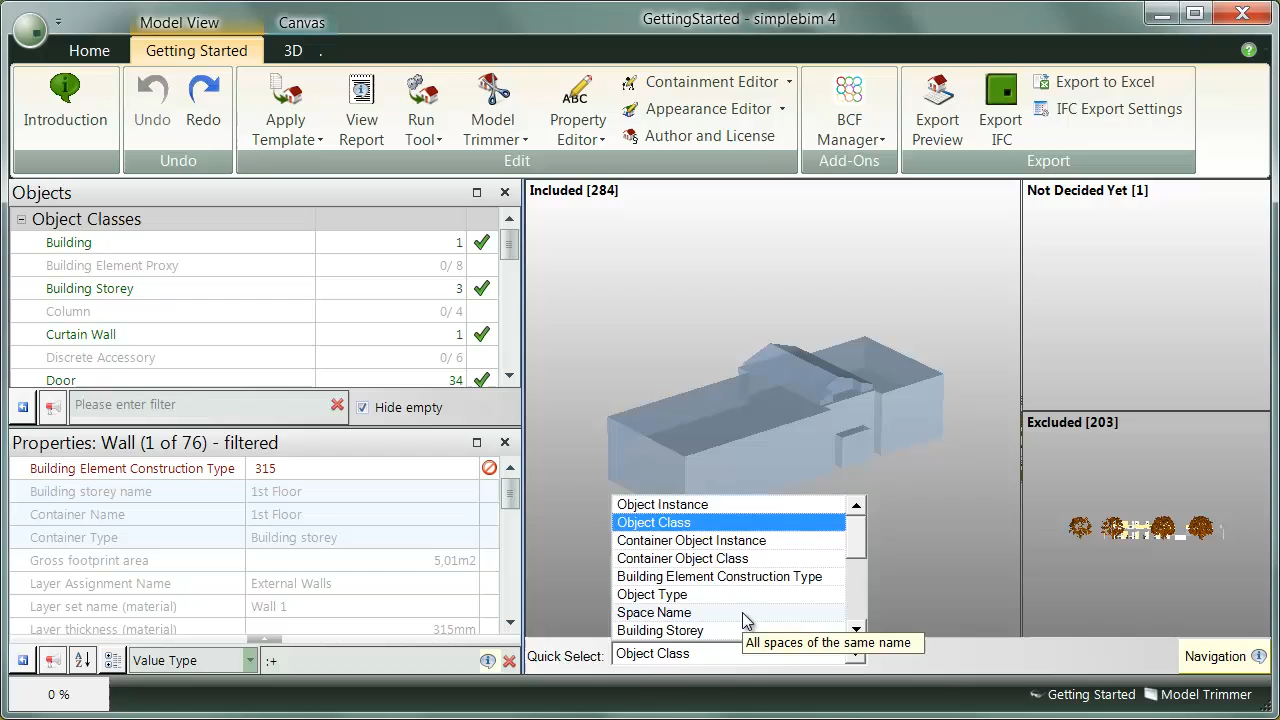 Model View
Canvas
GettingStarted - simplebim 4
Home
Getting Started
3D
Introduction
Undo
Redo
Undo
Apply
Template
View
Report
Run
Tool
Model
Trimmer
ABC
Property
Editor
Containment Editor
Appearance Editor
Author and License
Edit
BCF
Manager
Add-Ons
Export
Preview
Export
IFC
Export to Excel
IFC Export Settings
Export
Objects
Object Classes
Building 1
Building Element Proxy 0/ 8
Building Storey 3
Column 0/ 4
Curtain Wall 1
Discrete Accessory 0/ 6
Door 34
Please enter filter
Hide empty
Properties: Wall (1 of 76) - filtered
Building Element Construction Type 315
Building storey name 1st Floor
Container Name 1st Floor
Container Type Building storey
Gross footprint area 5,01m2
Layer Assignment Name External Walls
Layer set name (material) Wall 1
Layer thickness (material) 315mm
Value Type
:+
Included [284]
Not Decided Yet [1]
Excluded [203]
Object Instance
Object Class
Container Object Instance
Container Object Class
Building Element Construction Type
Object Type
Space Name
Building Storey
All spaces of the same name
Quick Select: Object Class
Navigation
0 %
Getting Started
Model Trimmer